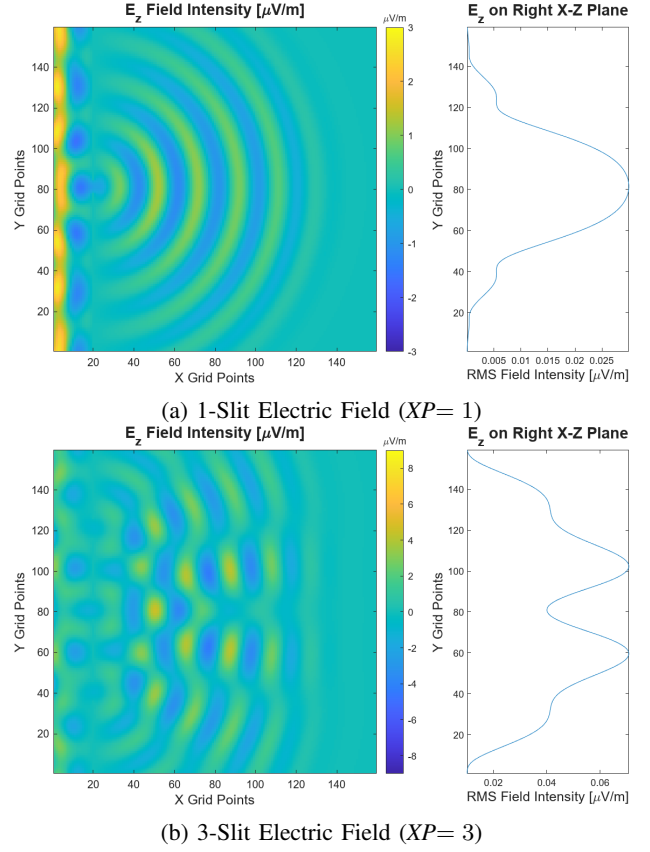 E_z Field Intensity [μV/m]
E_z on Right X-Z Plane
μV/m
Y Grid Points
140
120
100
80
60
40
20
20 40 60 80 100 120 140
X Grid Points
3
2
1
0
-1
-2
-3
Y Grid Points
140
120
100
80
60
40
20
0.005 0.01 0.015 0.02 0.025
RMS Field Intensity [μV/m]
(a) 1-Slit Electric Field (XP= 1)
E_z Field Intensity [μV/m]
E_z on Right X-Z Plane
μV/m
Y Grid Points
140
120
100
80
60
40
20
20 40 60 80 100 120 140
X Grid Points
8
6
4
2
0
-2
-4
-6
-8
Y Grid Points
140
120
100
80
60
40
20
0.02 0.04 0.06
RMS Field Intensity [μV/m]
(b) 3-Slit Electric Field (XP= 3)